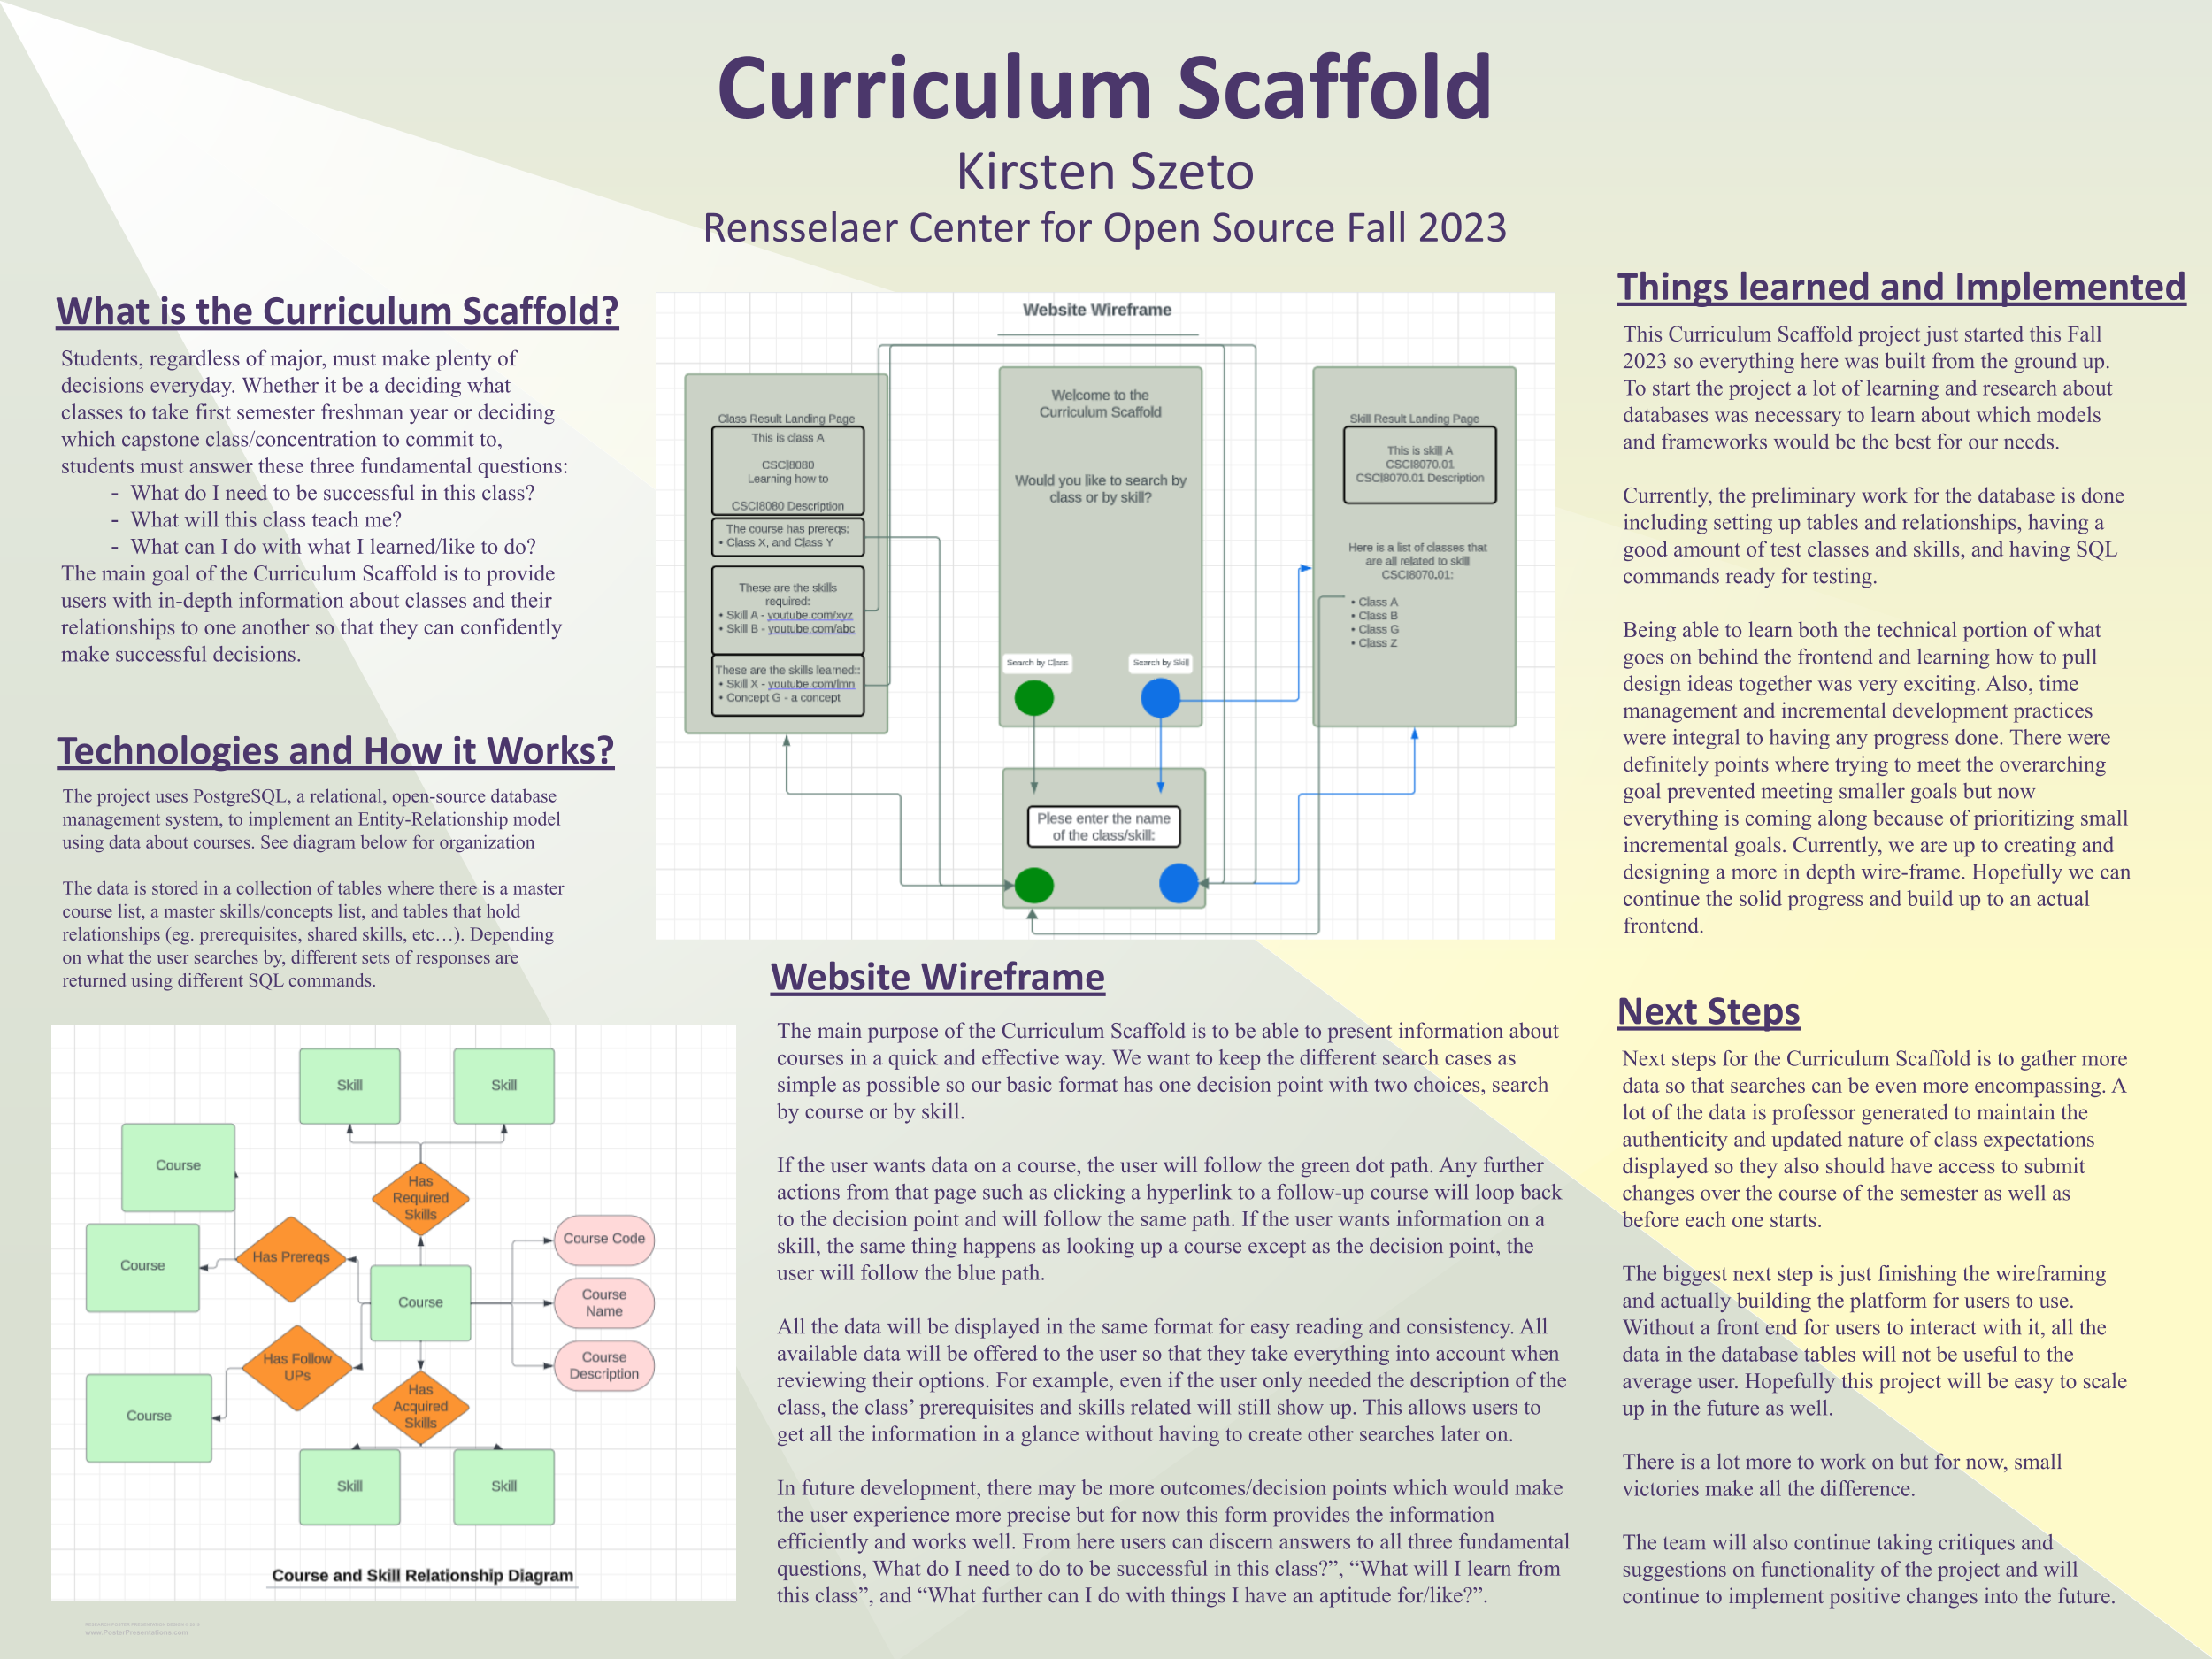 Curriculum Scaffold
Kirsten Szeto
Rensselaer Center for Open Source Fall 2023
What is the Curriculum Scaffold?
Students, regardless of major, must make plenty of
decisions everyday. Whether it be a deciding what
classes to take first semester freshman year or deciding
which capstone class/concentration to commit to,
students must answer these three fundamental questions:
- What do I need to be successful in this class?
- What will this class teach me?
- What can I do with what I learned/like to do?
The main goal of the Curriculum Scaffold is to provide
users with in-depth information about classes and their
relationships to one another so that they can confidently
make successful decisions.
Technologies and How it Works?
The project uses PostgreSQL, a relational, open-source database
management system, to implement an Entity-Relationship model
using data about courses. See diagram below for organization
The data is stored in a collection of tables where there is a master
course list, a master skills/concepts list, and tables that hold
relationships (eg. prerequisites, shared skills, etc…). Depending
on what the user searches by, different sets of responses are
returned using different SQL commands.
Skill
Skill
Course
Has
Required
Skills
Course
Has Prereqs
Course
Course Code
Course
Name
Course
Description
Has Follow
UPs
Course
Has
Acquired
Skills
Skill
Skill
Course and Skill Relationship Diagram
www.PosterPresentations.com
Website Wireframe
Class Result Landing Page
This is class A
CSCI8080
Learning how to
CSCI8080 Description
The course has prereqs:
• Class X, and Class Y
These are the skills
required:
• Skill A - youtube.com/xyz
• Skill B - youtube.com/abc
These are the skills learned::
• Skill X - youtube.com/lmn
• Concept G - a concept
Welcome to the
Curriculum Scaffold
Would you like to search by
class or by skill?
Search by Class
Search by Skill
Plese enter the name
of the class/skill:
Skill Result Landing Page
This is skill A
CSCI8070.01
CSCI8070.01 Description
Here is a list of classes that
are all related to skill
CSCI8070.01:
• Class A
• Class B
• Class G
• Class Z
Website Wireframe
The main purpose of the Curriculum Scaffold is to be able to present information about
courses in a quick and effective way. We want to keep the different search cases as
simple as possible so our basic format has one decision point with two choices, search
by course or by skill.
If the user wants data on a course, the user will follow the green dot path. Any further
actions from that page such as clicking a hyperlink to a follow-up course will loop back
to the decision point and will follow the same path. If the user wants information on a
skill, the same thing happens as looking up a course except as the decision point, the
user will follow the blue path.
All the data will be displayed in the same format for easy reading and consistency. All
available data will be offered to the user so that they take everything into account when
reviewing their options. For example, even if the user only needed the description of the
class, the class’ prerequisites and skills related will still show up. This allows users to
get all the information in a glance without having to create other searches later on.
In future development, there may be more outcomes/decision points which would make
the user experience more precise but for now this form provides the information
efficiently and works well. From here users can discern answers to all three fundamental
questions, What do I need to do to be successful in this class?”, “What will I learn from
this class”, and “What further can I do with things I have an aptitude for/like?”.
Things learned and Implemented
This Curriculum Scaffold project just started this Fall
2023 so everything here was built from the ground up.
To start the project a lot of learning and research about
databases was necessary to learn about which models
and frameworks would be the best for our needs.
Currently, the preliminary work for the database is done
including setting up tables and relationships, having a
good amount of test classes and skills, and having SQL
commands ready for testing.
Being able to learn both the technical portion of what
goes on behind the frontend and learning how to pull
design ideas together was very exciting. Also, time
management and incremental development practices
were integral to having any progress done. There were
definitely points where trying to meet the overarching
goal prevented meeting smaller goals but now
everything is coming along because of prioritizing small
incremental goals. Currently, we are up to creating and
designing a more in depth wire-frame. Hopefully we can
continue the solid progress and build up to an actual
frontend.
Next Steps
Next steps for the Curriculum Scaffold is to gather more
data so that searches can be even more encompassing. A
lot of the data is professor generated to maintain the
authenticity and updated nature of class expectations
displayed so they also should have access to submit
changes over the course of the semester as well as
before each one starts.
The biggest next step is just finishing the wireframing
and actually building the platform for users to use.
Without a front end for users to interact with it, all the
data in the database tables will not be useful to the
average user. Hopefully this project will be easy to scale
up in the future as well.
There is a lot more to work on but for now, small
victories make all the difference.
The team will also continue taking critiques and
suggestions on functionality of the project and will
continue to implement positive changes into the future.